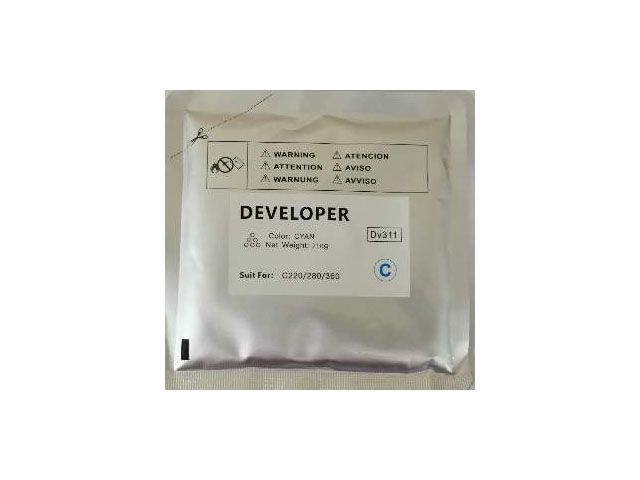 WARNING ATENCION
ATTENTION AVISO
WARNUNG AVVISO
DEVELOPER
Color: CYAN Dv311
Net Weight:
C
Suit For: C220/280/360